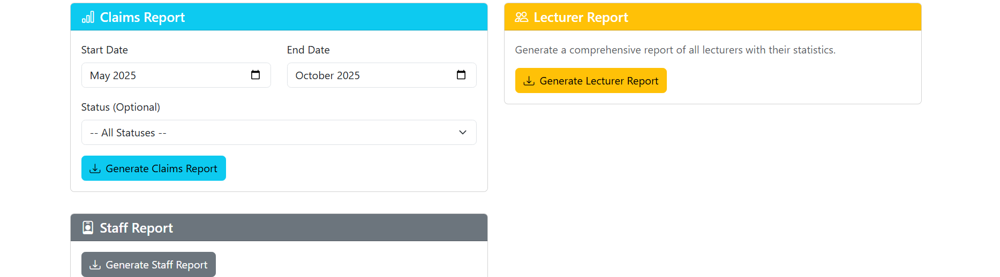 Claims Report
Start Date
End Date
May 2025
October 2025
Status (Optional)
-- All Statuses --
Generate Claims Report
Lecturer Report
Generate a comprehensive report of all lecturers with their statistics.
Generate Lecturer Report
Staff Report
Generate Staff Report